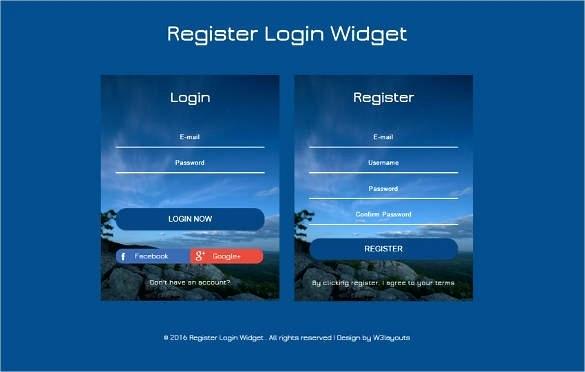 Register Login Widget
Login
E-mail
Password
LOGIN NOW
f Facebook
g+ Google+
Don't have an account?
Register
E-mail
Username
Password
Confirm Password
REGISTER
By clicking register, I agree to your terms
© 2016 Register Login Widget . All rights reserved | Design by W3layouts